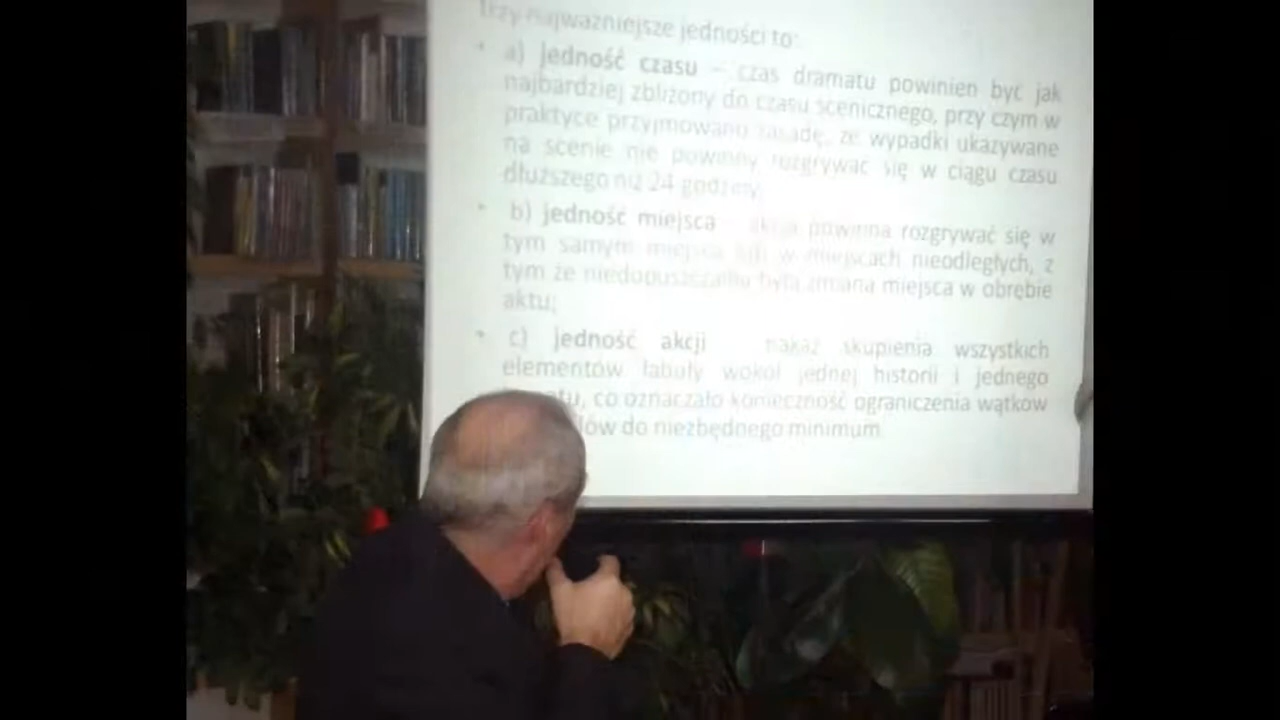 Trzy najważniejsze jedności to:
• a) jedność czasu – czas dramatu powinien być jak
najbardziej zbliżony do czasu scenicznego, przy czym w
praktyce przyjmowano zasadę, że wypadki ukazywane
na scenie nie powinny rozgrywać się w ciągu czasu
dłuższego niż 24 godziny;
• b) jedność miejsca – akcja powinna rozgrywać się w
tym samym miejscu lub w miejscach nieodległych, z
tym że niedopuszczalna była zmiana miejsca w obrębie
aktu;
• c) jedność akcji – nakaz skupienia wszystkich
elementów fabuły wokół jednej historii i jednego
co oznaczało konieczność ograniczenia wątków
do niezbędnego minimum